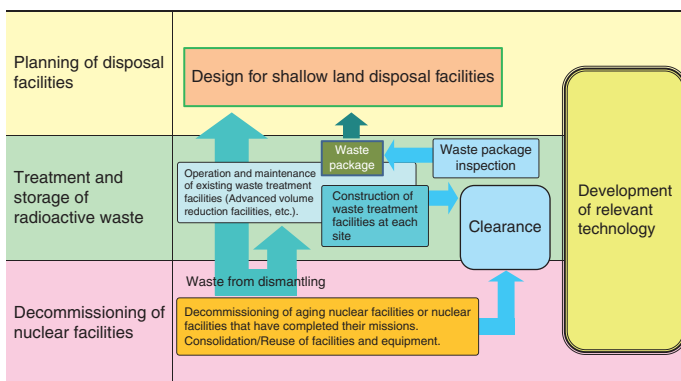 Planning of disposal
facilities
Design for shallow land disposal facilities
Treatment and
storage of
radioactive waste
Waste
package
Waste package
inspection
Operation and maintenance
of existing waste treatment
facilities (Advanced volume
reduction facilities, etc.).
Construction of
waste treatment
facilities at each
site
Clearance
Development
of relevant
technology
Decommissioning of
nuclear facilities
Waste from dismantling
Decommissioning of aging nuclear facilities or nuclear
facilities that have completed their missions.
Consolidation/Reuse of facilities and equipment.